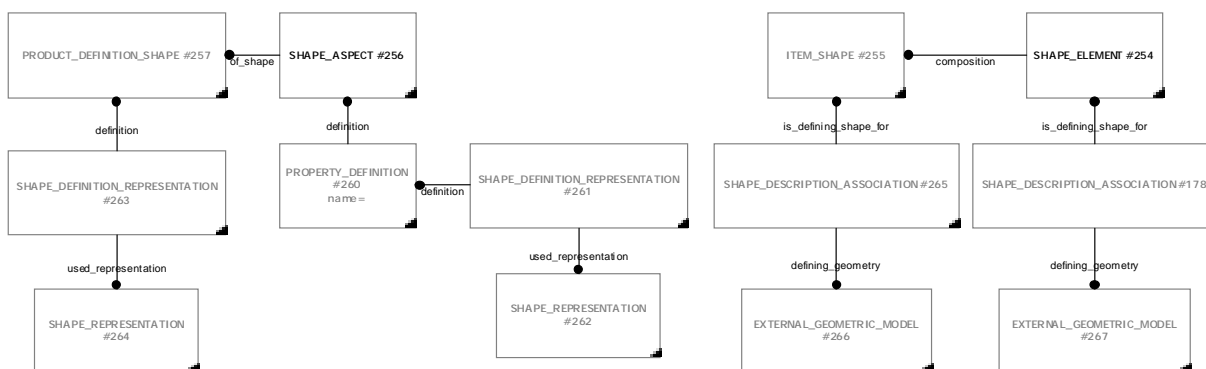 PRODUCT_DEFINITION_SHAPE #257
of_shape
SHAPE_ASPECT #256
ITEM_SHAPE #255
composition
SHAPE_ELEMENT #254
definition
definition
is_defining_shape_for
is_defining_shape_for
SHAPE_DEFINITION_REPRESENTATION
#263
PROPERTY_DEFINITION
#260
name=
definition
SHAPE_DEFINITION_REPRESENTATION
#261
SHAPE_DESCRIPTION_ASSOCIATION #265
SHAPE_DESCRIPTION_ASSOCIATION #178
used_representation
used_representation
defining_geometry
defining_geometry
SHAPE_REPRESENTATION
#264
SHAPE_REPRESENTATION
#262
EXTERNAL_GEOMETRIC_MODEL
#266
EXTERNAL_GEOMETRIC_MODEL
#267